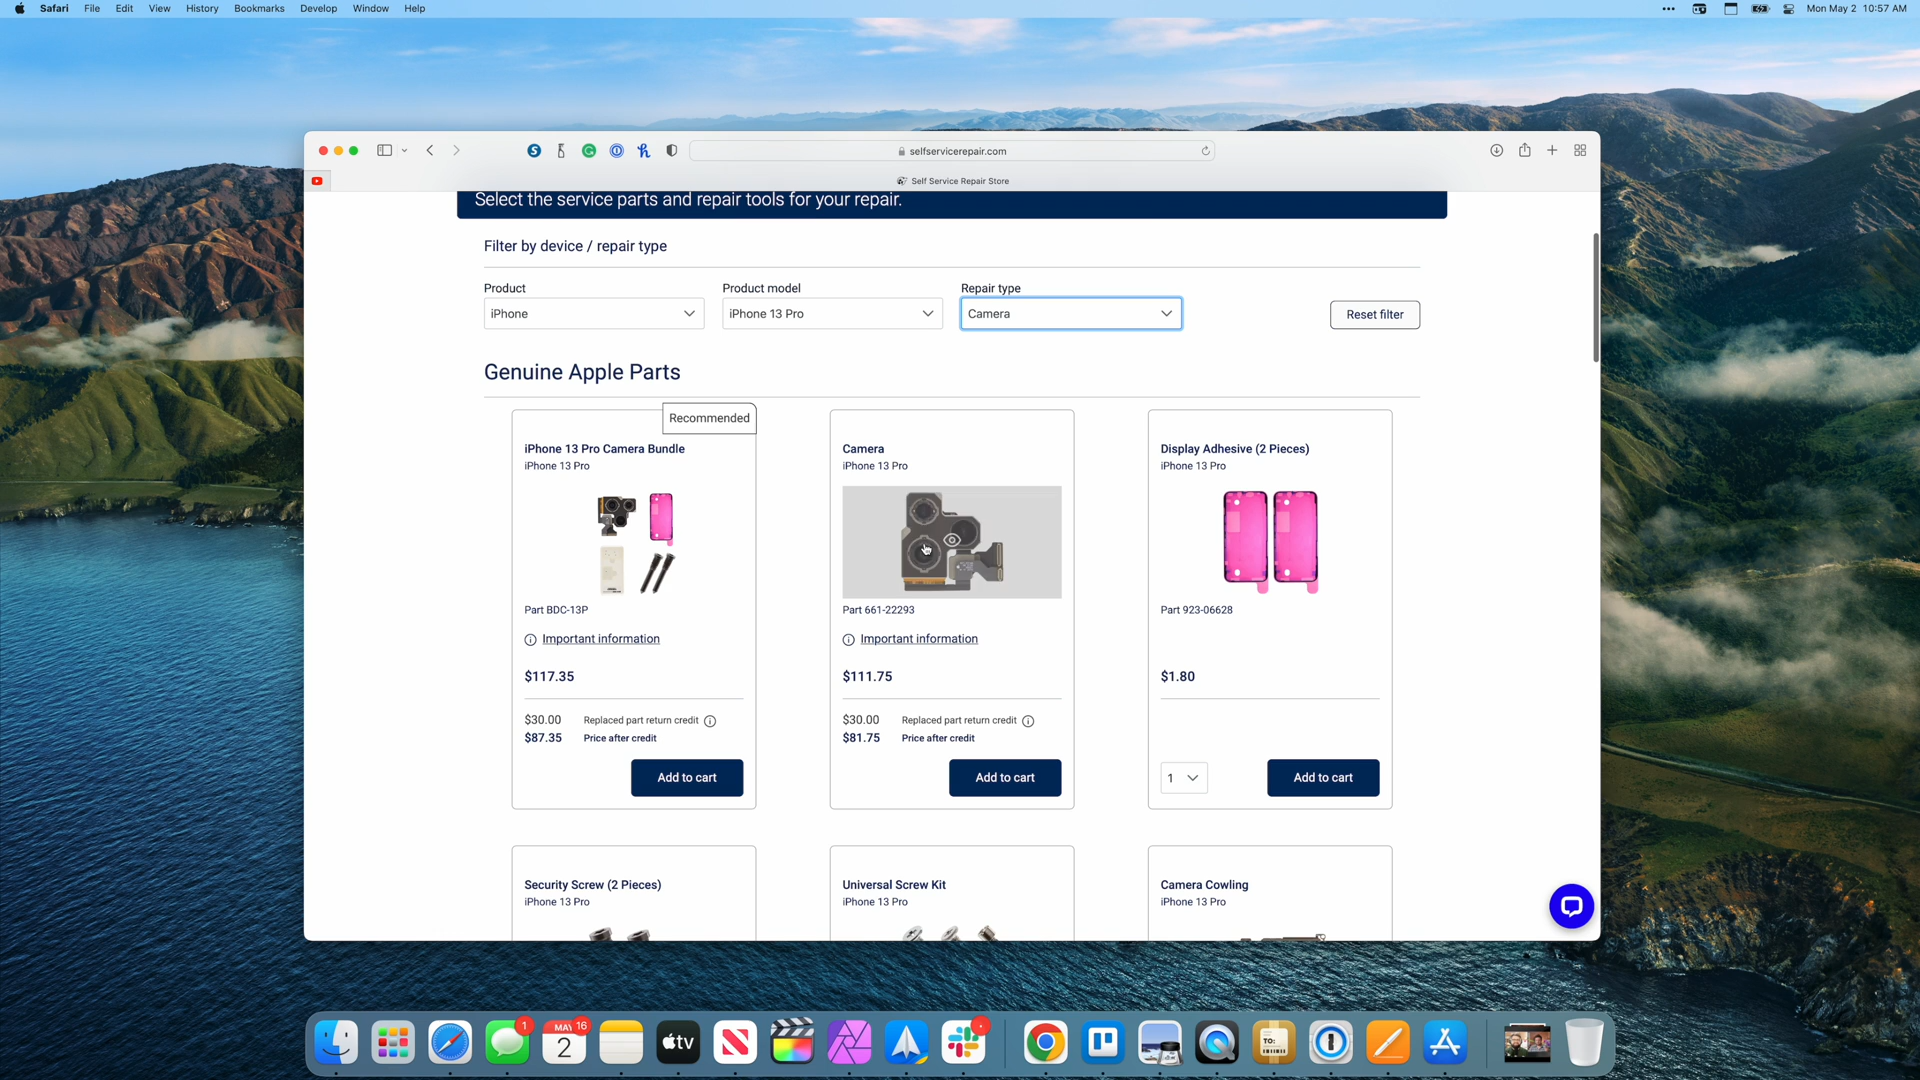 Safari File Edit View History Bookmarks Develop Window Help Mon May 2 10:57 AM
selfservicerepair.com
Self Service Repair Store
Select the service parts and repair tools for your repair.
Filter by device / repair type
Product Product model Repair type
iPhone iPhone 13 Pro Camera Reset filter
Genuine Apple Parts
Recommended
iPhone 13 Pro Camera Bundle
iPhone 13 Pro
Part BDC-13P
Important information
$117.35
$30.00 Replaced part return credit
$87.35 Price after credit
Add to cart
Camera
iPhone 13 Pro
Part 661-22293
Important information
$111.75
$30.00 Replaced part return credit
$81.75 Price after credit
Add to cart
Display Adhesive (2 Pieces)
iPhone 13 Pro
Part 923-06628
$1.80
1 Add to cart
Security Screw (2 Pieces)
iPhone 13 Pro
Universal Screw Kit
iPhone 13 Pro
Camera Cowling
iPhone 13 Pro
1
MAY 16
2
tv
TO: